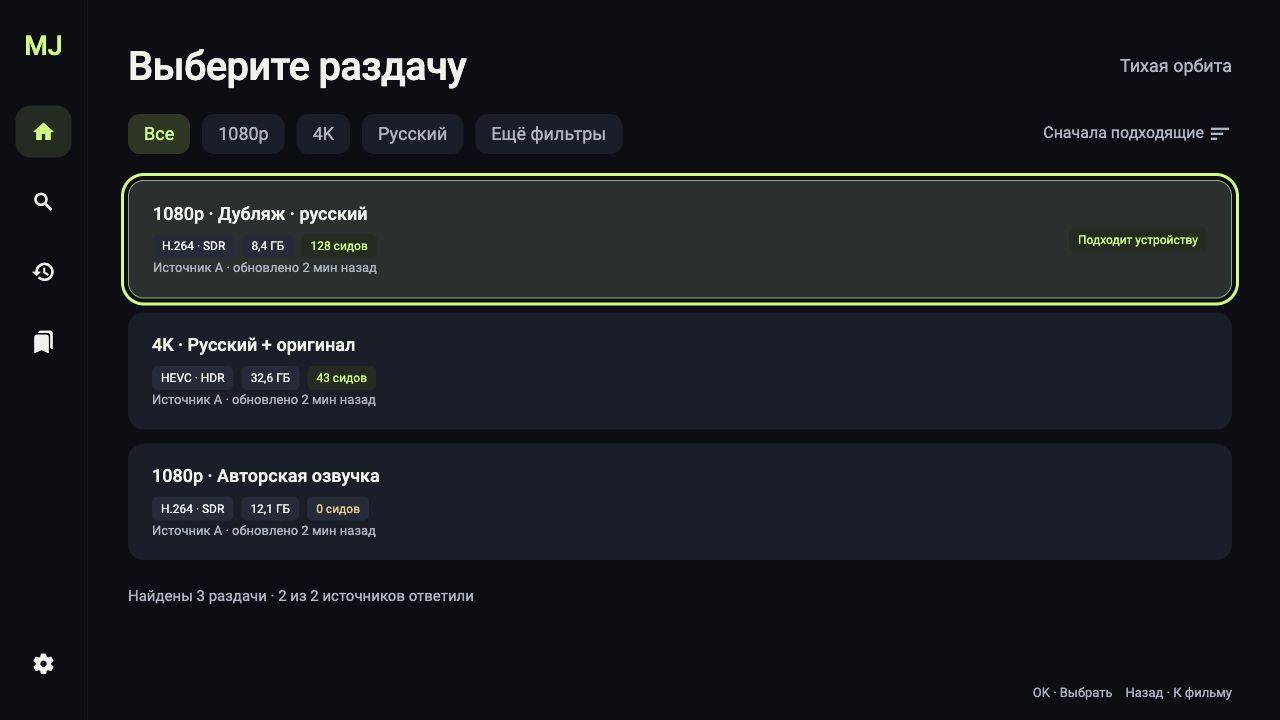 MJ
Выберите раздачу
Тихая орбита
Все
1080p
4K
Русский
Ещё фильтры
Сначала подходящие
1080p · Дубляж · русский
H.264 · SDR
8,4 ГБ
128 сидов
Источник A · обновлено 2 мин назад
Подходит устройству
4K · Русский + оригинал
HEVC · HDR
32,6 ГБ
43 сидов
Источник A · обновлено 2 мин назад
1080p · Авторская озвучка
H.264 · SDR
12,1 ГБ
0 сидов
Источник A · обновлено 2 мин назад
Найдены 3 раздачи · 2 из 2 источников ответили
OK · Выбрать
Назад · К фильму